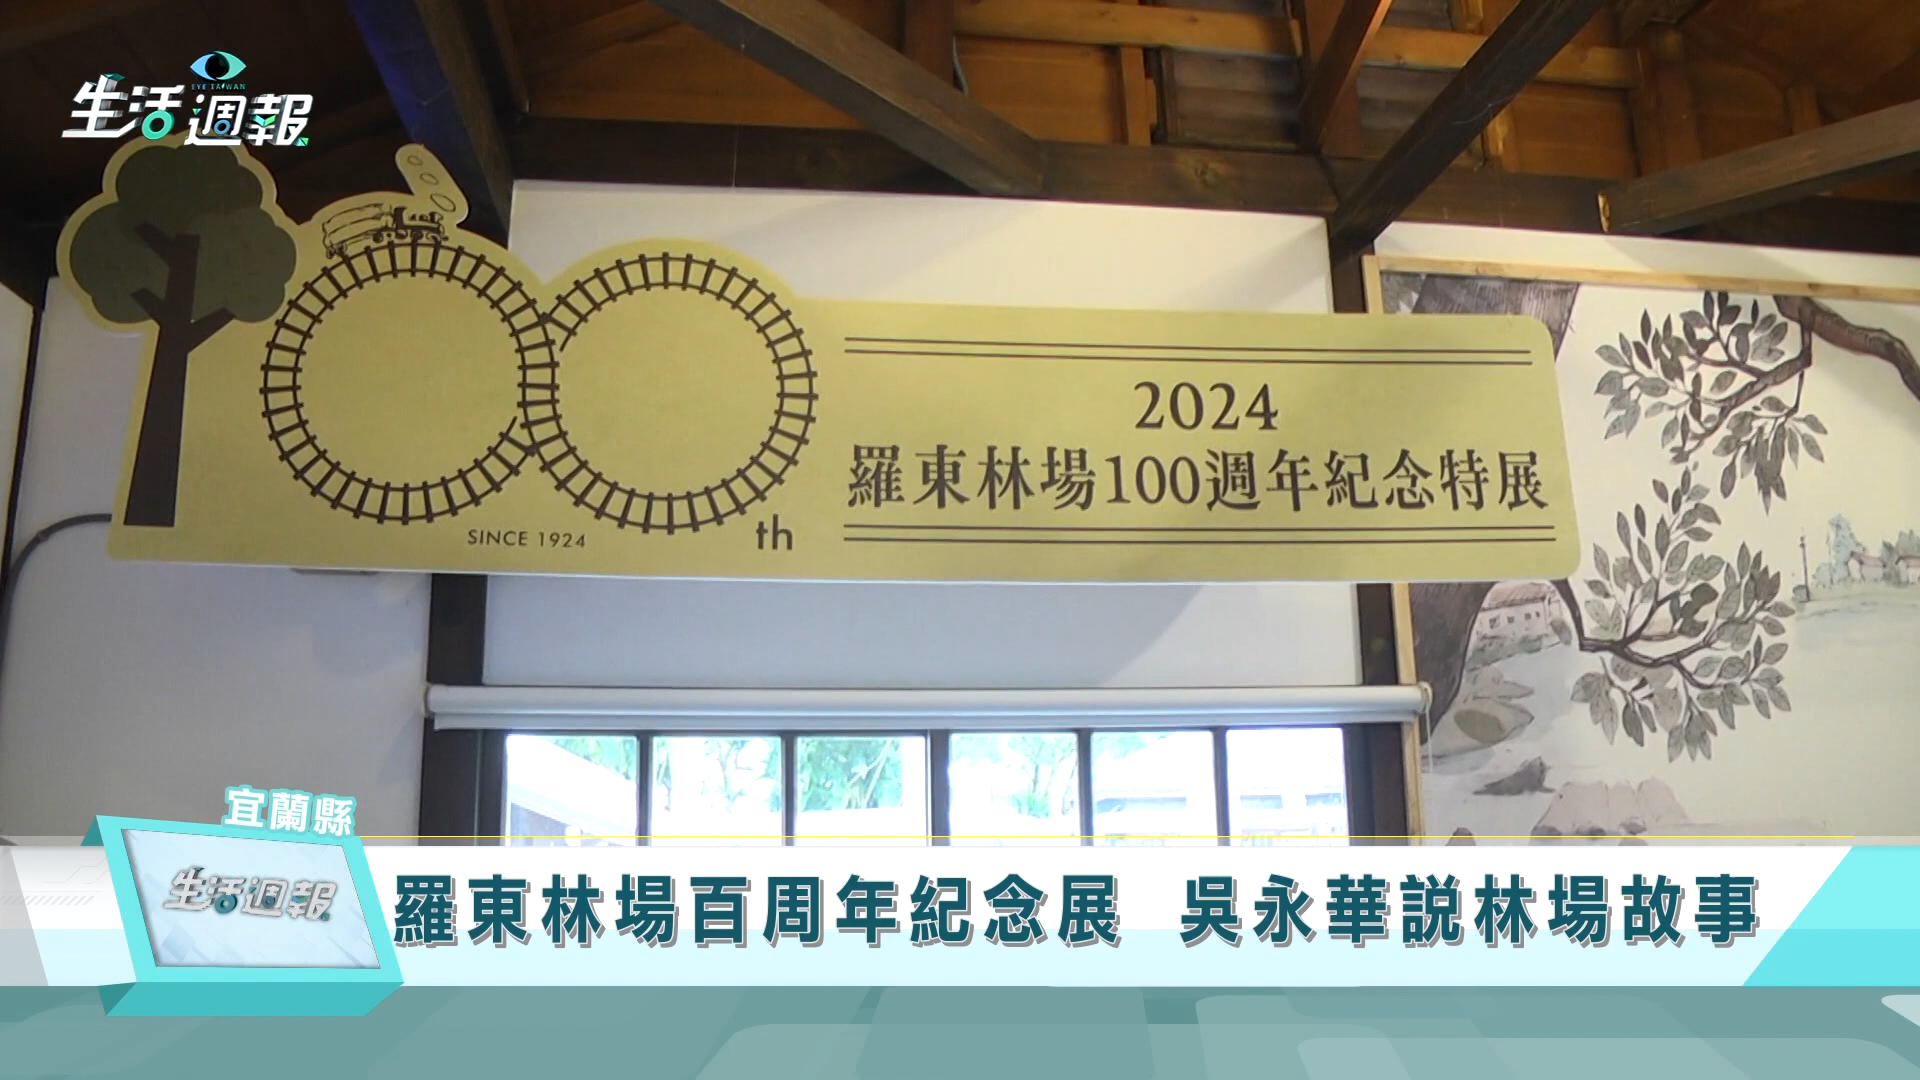 EYE TAIWAN
生活週報
2024
羅東林場100週年紀念特展
SINCE 1924
th
宜蘭縣
生活週報
羅東林場百周年紀念展 吳永華説林場故事